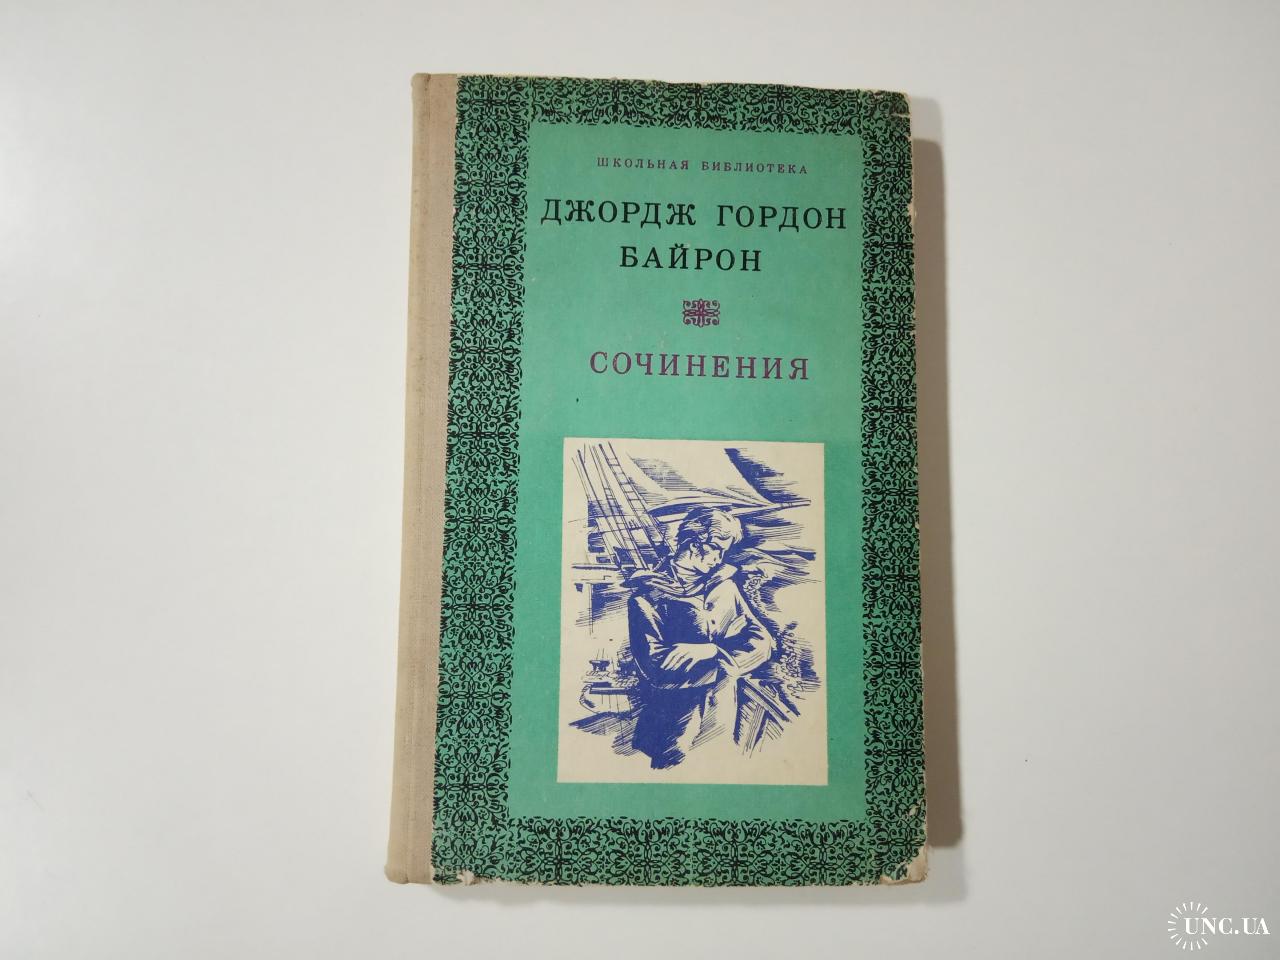 ШКОЛЬНАЯ БИБЛИОТЕКА
ДЖОРДЖ ГОРДОН
БАЙРОН
СОЧИНЕНИЯ
UNC.UA